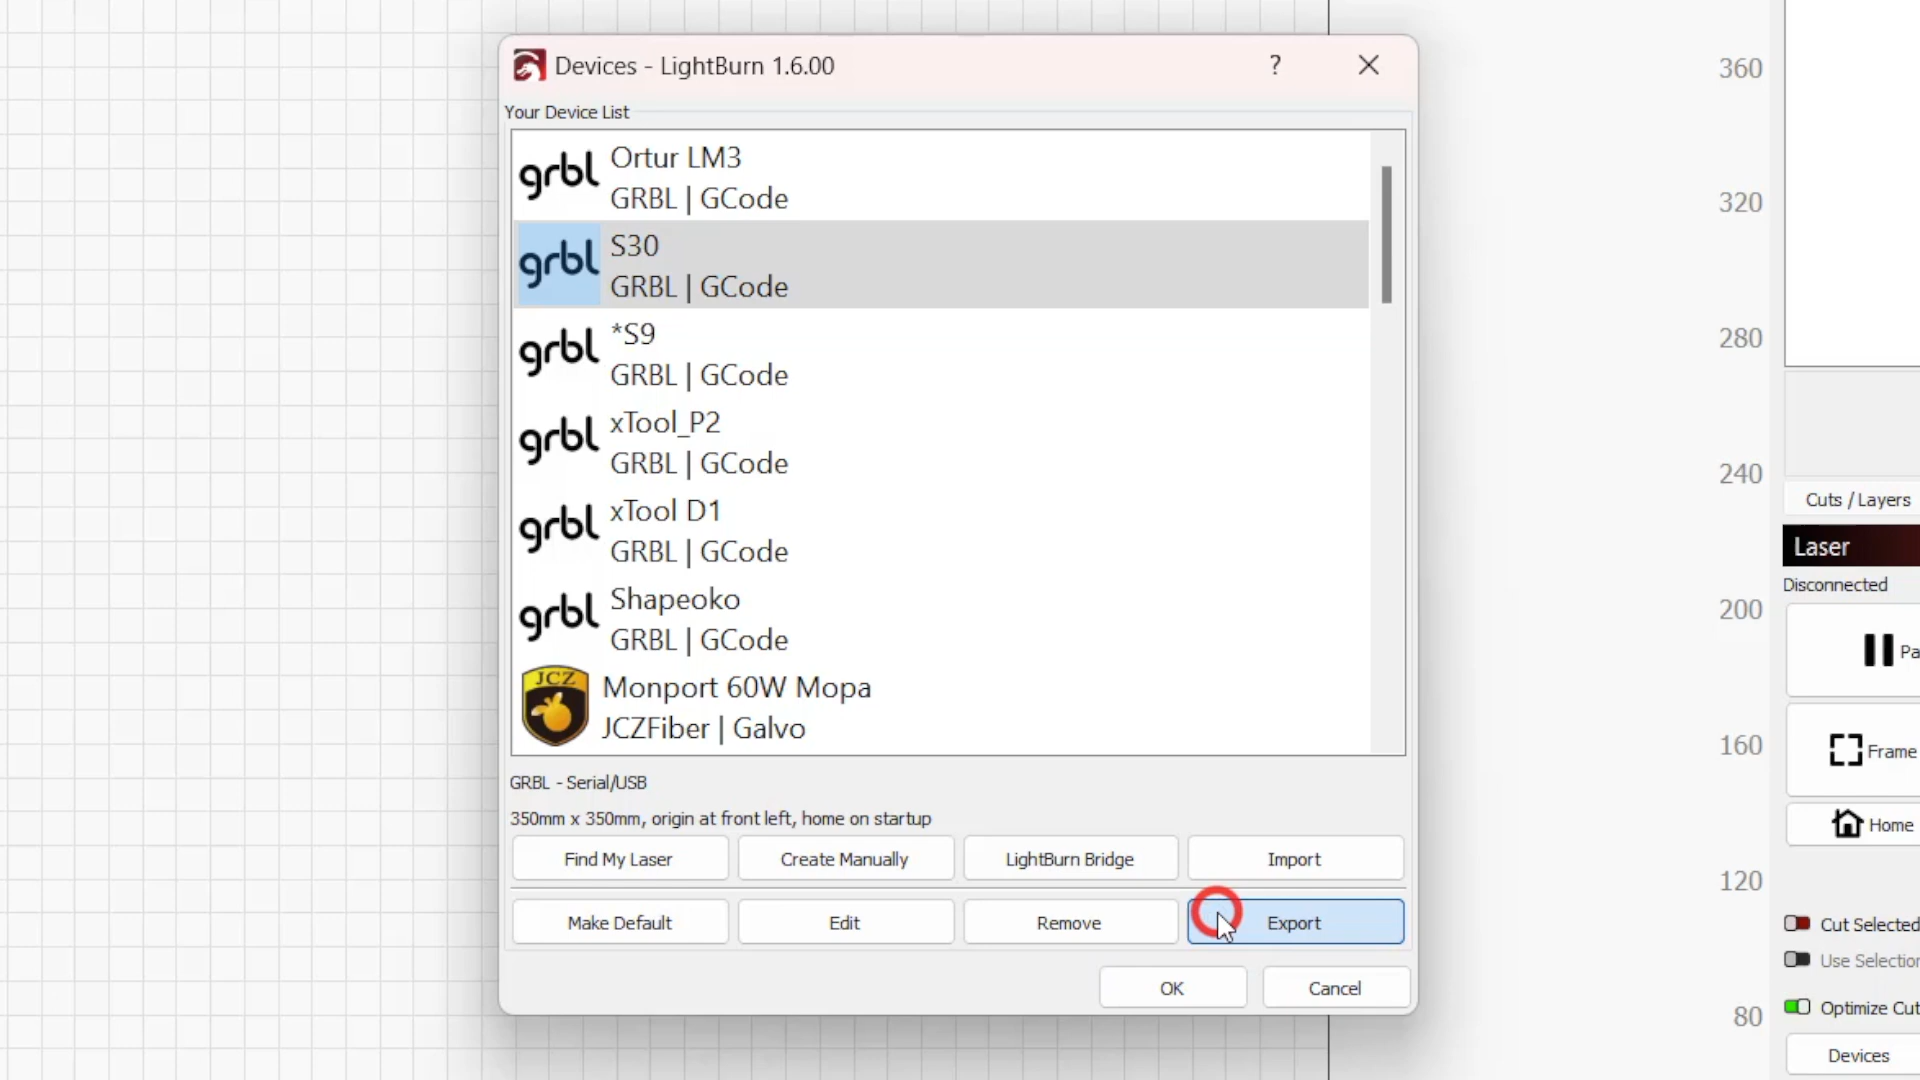 Devices - LightBurn 1.6.00
?
Your Device List
grbl
Ortur LM3
GRBL | GCode
grbl
S30
GRBL | GCode
grbl
*S9
GRBL | GCode
grbl
xTool_P2
GRBL | GCode
grbl
xTool D1
GRBL | GCode
grbl
Shapeoko
GRBL | GCode
JCZ
Monport 60W Mopa
JCZFiber | Galvo
GRBL - Serial/USB
350mm x 350mm, origin at front left, home on startup
Find My Laser
Create Manually
LightBurn Bridge
Import
Make Default
Edit
Remove
Export
OK
Cancel
360
320
280
240
200
160
120
80
Cuts / Layers
Laser
Disconnected
Pa
Frame
Home
Cut Selected
Use Selection
Optimize Cut
Devices